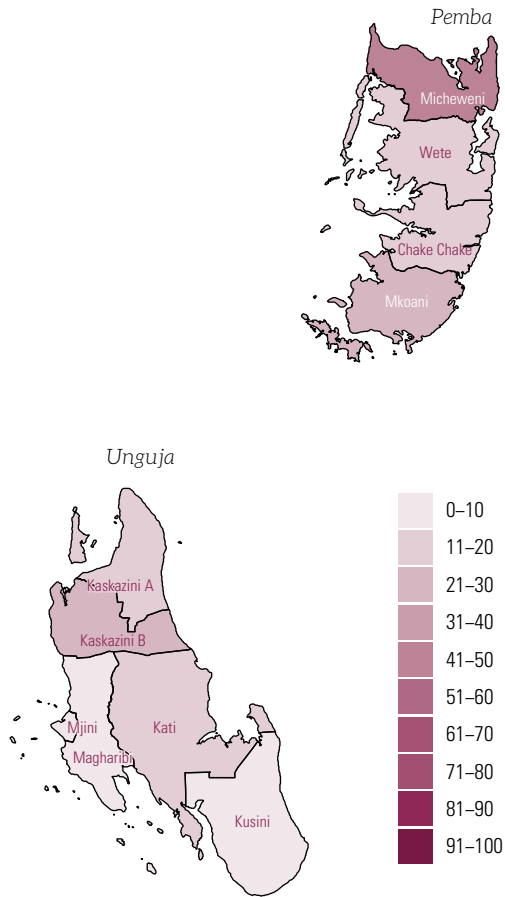 Pemba
Micheweni
Wete
Chake Chake
Mkoani
Unguja
Kaskazini A
Kaskazini B
Mjini
Kati
Magharibi
Kusini
0–10
11–20
21–30
31–40
41–50
51–60
61–70
71–80
81–90
91–100